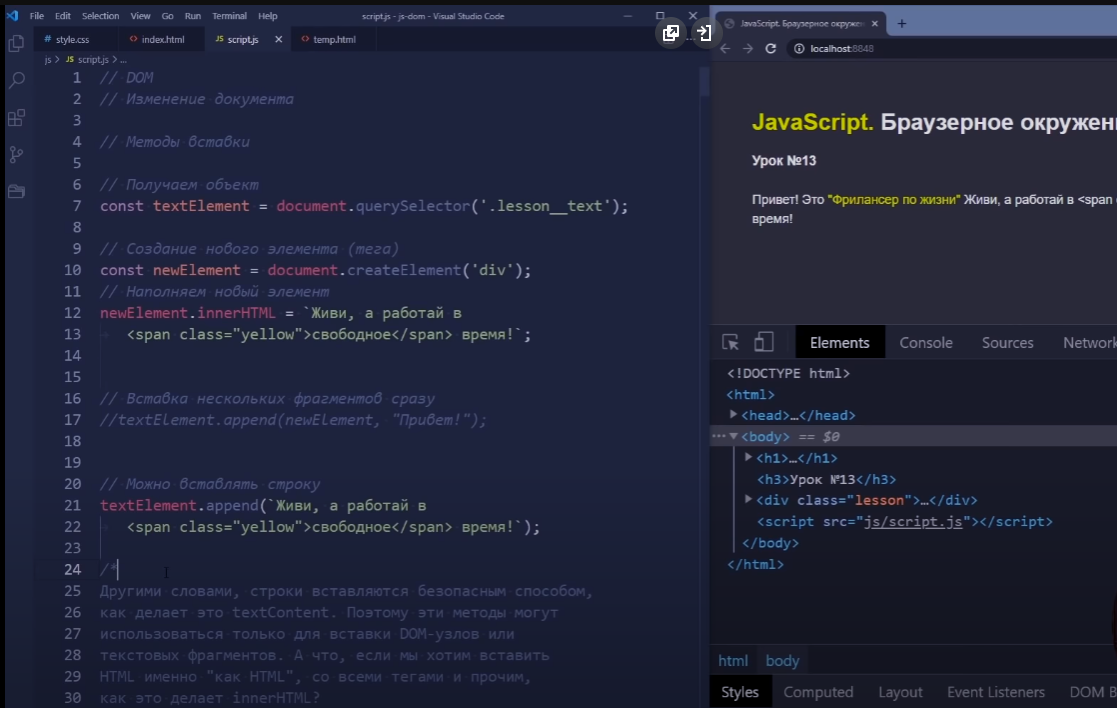 File Edit Selection View Go Run Terminal Help
script.js - js-dom - Visual Studio Code
# style.css
<> index.html
JS script.js
<> temp.html
js > JS script.js > ...
1 // DOM
2 // Изменение документа
3
4 // Методы вставки
5
6 // Получаем объект
7 const textElement = document.querySelector('.lesson__text');
8
9 // Создание нового элемента (тега)
10 const newElement = document.createElement('div');
11 // Наполняем новый элемент
12 newElement.innerHTML = `Живи, а работай в
13 <span class="yellow">свободное</span> время!`;
14
15
16 // Вставка нескольких фрагментов сразу
17 //textElement.append(newElement, "Привет!");
18
19
20 // Можно вставлять строку
21 textElement.append(`Живи, а работай в
22 <span class="yellow">свободное</span> время!`);
23
24 /*
25 Другими словами, строки вставляются безопасным способом,
26 как делает это textContent. Поэтому эти методы могут
27 использоваться только для вставки DOM-узлов или
28 текстовых фрагментов. А что, если мы хотим вставить
29 HTML именно "как HTML", со всеми тегами и прочим,
30 как это делает innerHTML?
JavaScript. Браузерное окруже
localhost:8848
JavaScript. Браузерное окружен
Урок №13
Привет! Это "Фрилансер по жизни" Живи, а работай в <span
время!
Elements Console Sources Network
<!DOCTYPE html>
<html>
<head>…</head>
<body> == $0
<h1>…</h1>
<h3>Урок №13</h3>
<div class="lesson">…</div>
<script src="js/script.js"></script>
</body>
</html>
html body
Styles Computed Layout Event Listeners DOM B